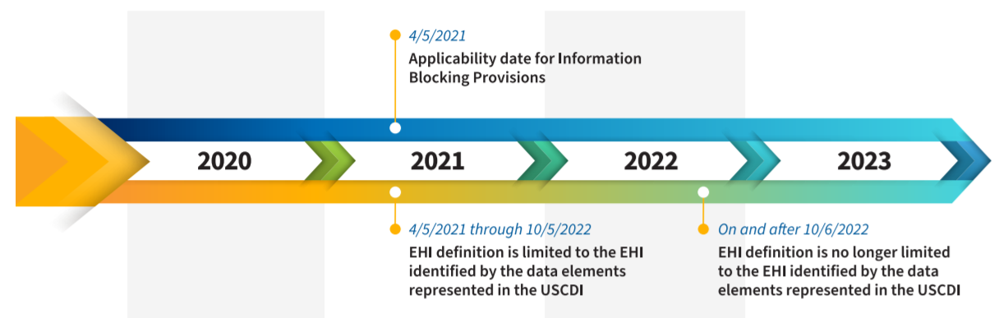 4/5/2021
Applicability date for Information
Blocking Provisions
2020
2021
2022
2023
4/5/2021 through 10/5/2022
EHI definition is limited to the EHI
identified by the data elements
represented in the USCDI
On and after 10/6/2022
EHI definition is no longer limited
to the EHI identified by the data
elements represented in the USCDI